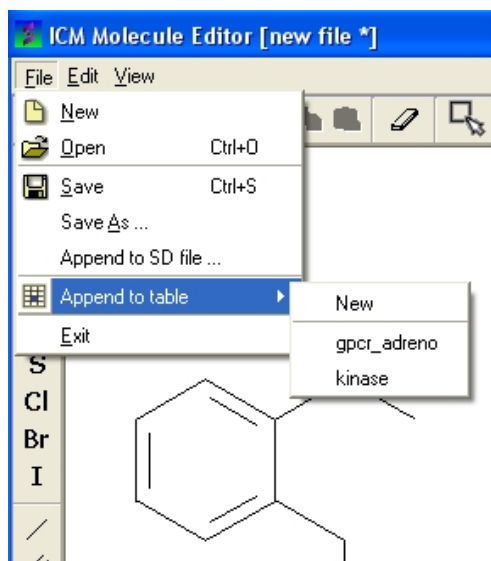 ICM Molecule Editor [new file *]
File Edit View
New
Open Ctrl+O
Save Ctrl+S
Save As ...
Append to SD file ...
Append to table
New
Exit
gpcr_adreno
kinase
S
Cl
Br
I